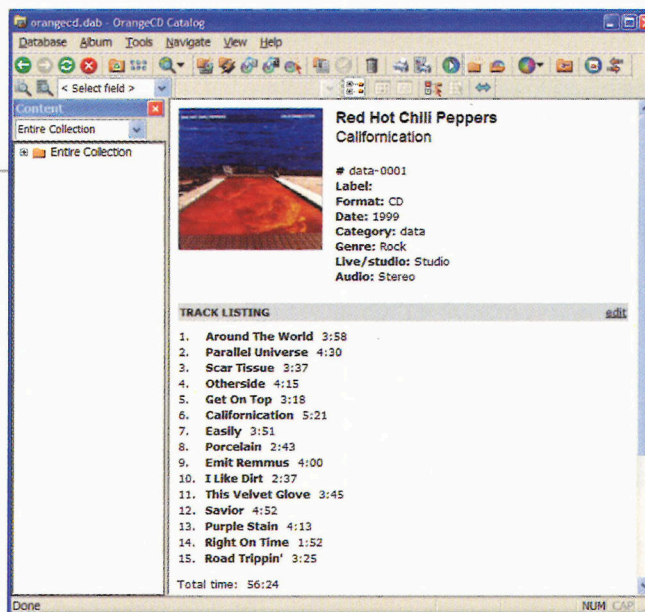 orangecd.dab - OrangeCD Catalog
Database Album Tools Navigate View Help
< Select field >
Content
Entire Collection
Entire Collection
RED HOT CHILI PEPPERS CALIFORNICATION
Red Hot Chili Peppers
Californication
# data-0001
Label:
Format: CD
Date: 1999
Category: data
Genre: Rock
Live/studio: Studio
Audio: Stereo
TRACK LISTING edit
1. Around The World 3:58
2. Parallel Universe 4:30
3. Scar Tissue 3:37
4. Otherside 4:15
5. Get On Top 3:18
6. Californication 5:21
7. Easily 3:51
8. Porcelain 2:43
9. Emit Remmus 4:00
10. I Like Dirt 2:37
11. This Velvet Glove 3:45
12. Savior 4:52
13. Purple Stain 4:13
14. Right On Time 1:52
15. Road Trippin' 3:25
Total time: 56:24
Done NUM CAP